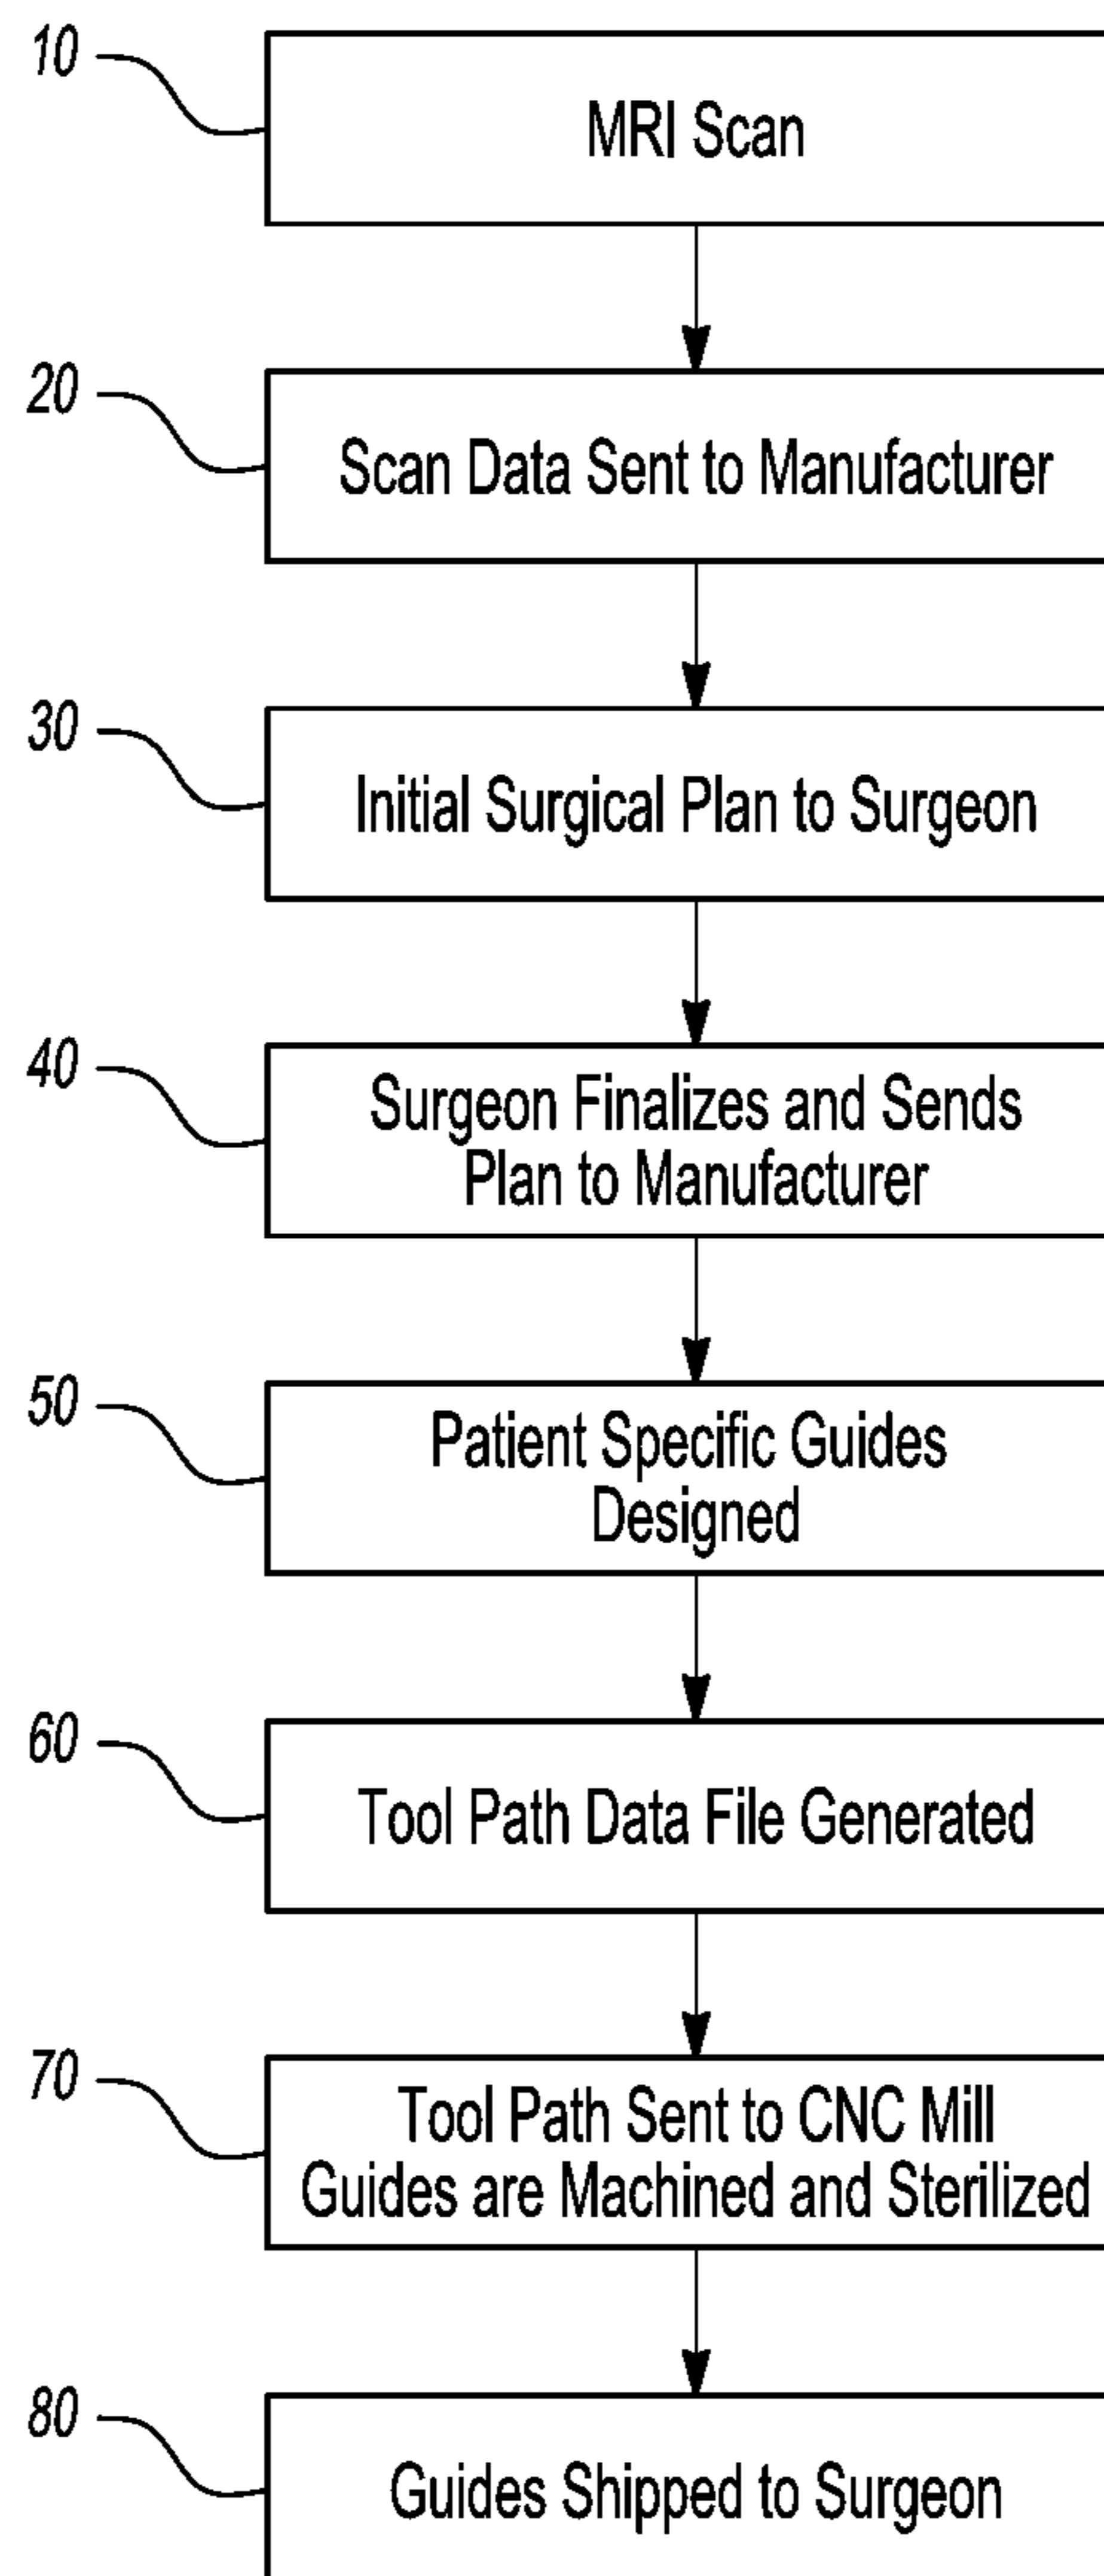 10
MRI Scan
20
Scan Data Sent to Manufacturer
30
Initial Surgical Plan to Surgeon
40
Surgeon Finalizes and Sends
Plan to Manufacturer
50
Patient Specific Guides
Designed
60
Tool Path Data File Generated
70
Tool Path Sent to CNC Mill
Guides are Machined and Sterilized
80
Guides Shipped to Surgeon